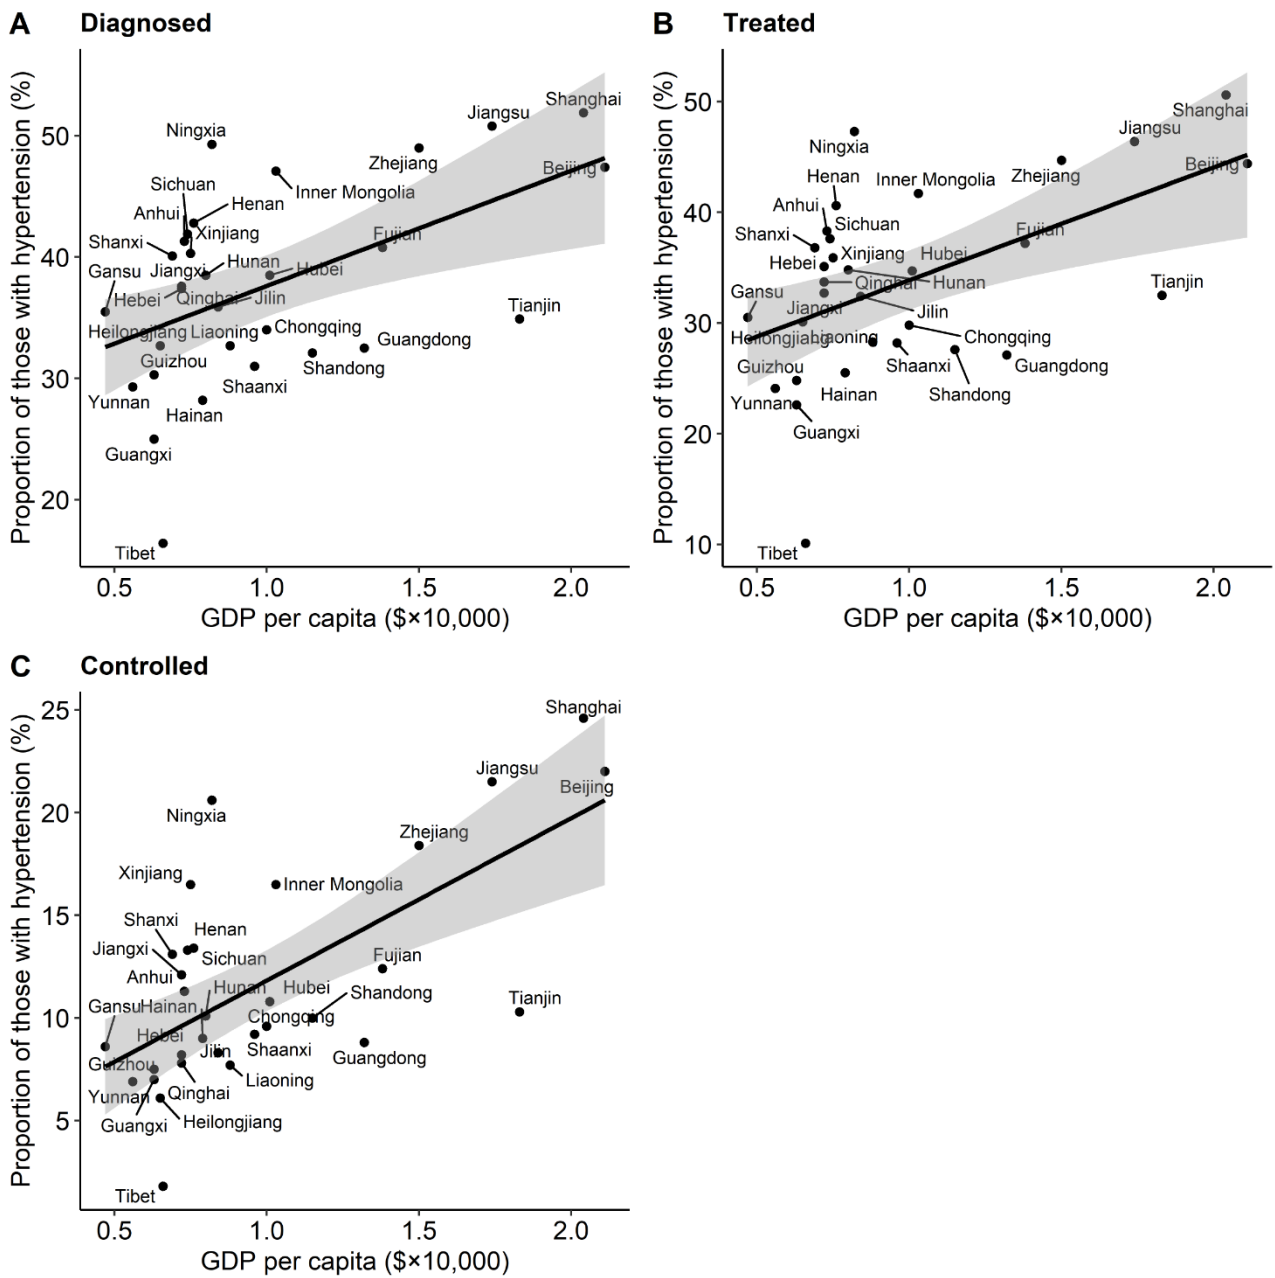 A Diagnosed
Proportion of those with hypertension (%)
50
40
30
20
Shanghai
Jiangsu
Ningxia
Zhejiang
Beijing
Sichuan
Inner Mongolia
Henan
Anhui
Xinjiang
Fujian
Shanxi
Hunan
Gansu
Jiangxi
Hubei
Hebei
Qinghai
Jilin
Tianjin
Heilongjiang
Liaoning
Chongqing
Guangdong
Guizhou
Shandong
Shaanxi
Yunnan
Hainan
Guangxi
Tibet
0.5 1.0 1.5 2.0
GDP per capita ($×10,000)
B Treated
Proportion of those with hypertension (%)
50
40
30
20
10
Shanghai
Jiangsu
Ningxia
Beijing
Henan
Inner Mongolia
Zhejiang
Anhui
Sichuan
Shanxi
Fujian
Xinjiang
Hubei
Hebei
Qinghai
Hunan
Tianjin
Gansu
Jiangxi
Jilin
Heilongjiang
Liaoning
Chongqing
Guizhou
Shaanxi
Guangdong
Hainan
Shandong
Yunnan
Guangxi
Tibet
0.5 1.0 1.5 2.0
GDP per capita ($×10,000)
C Controlled
Proportion of those with hypertension (%)
25
20
15
10
5
Shanghai
Jiangsu
Beijing
Ningxia
Zhejiang
Xinjiang
Inner Mongolia
Shanxi
Henan
Jiangxi
Sichuan
Fujian
Anhui
Hunan
Hubei
Shandong
Tianjin
Gansu
Hainan
Chongqing
Hebei
Jilin
Shaanxi
Guangdong
Guizhou
Liaoning
Yunnan
Qinghai
Guangxi
Heilongjiang
Tibet
0.5 1.0 1.5 2.0
GDP per capita ($×10,000)